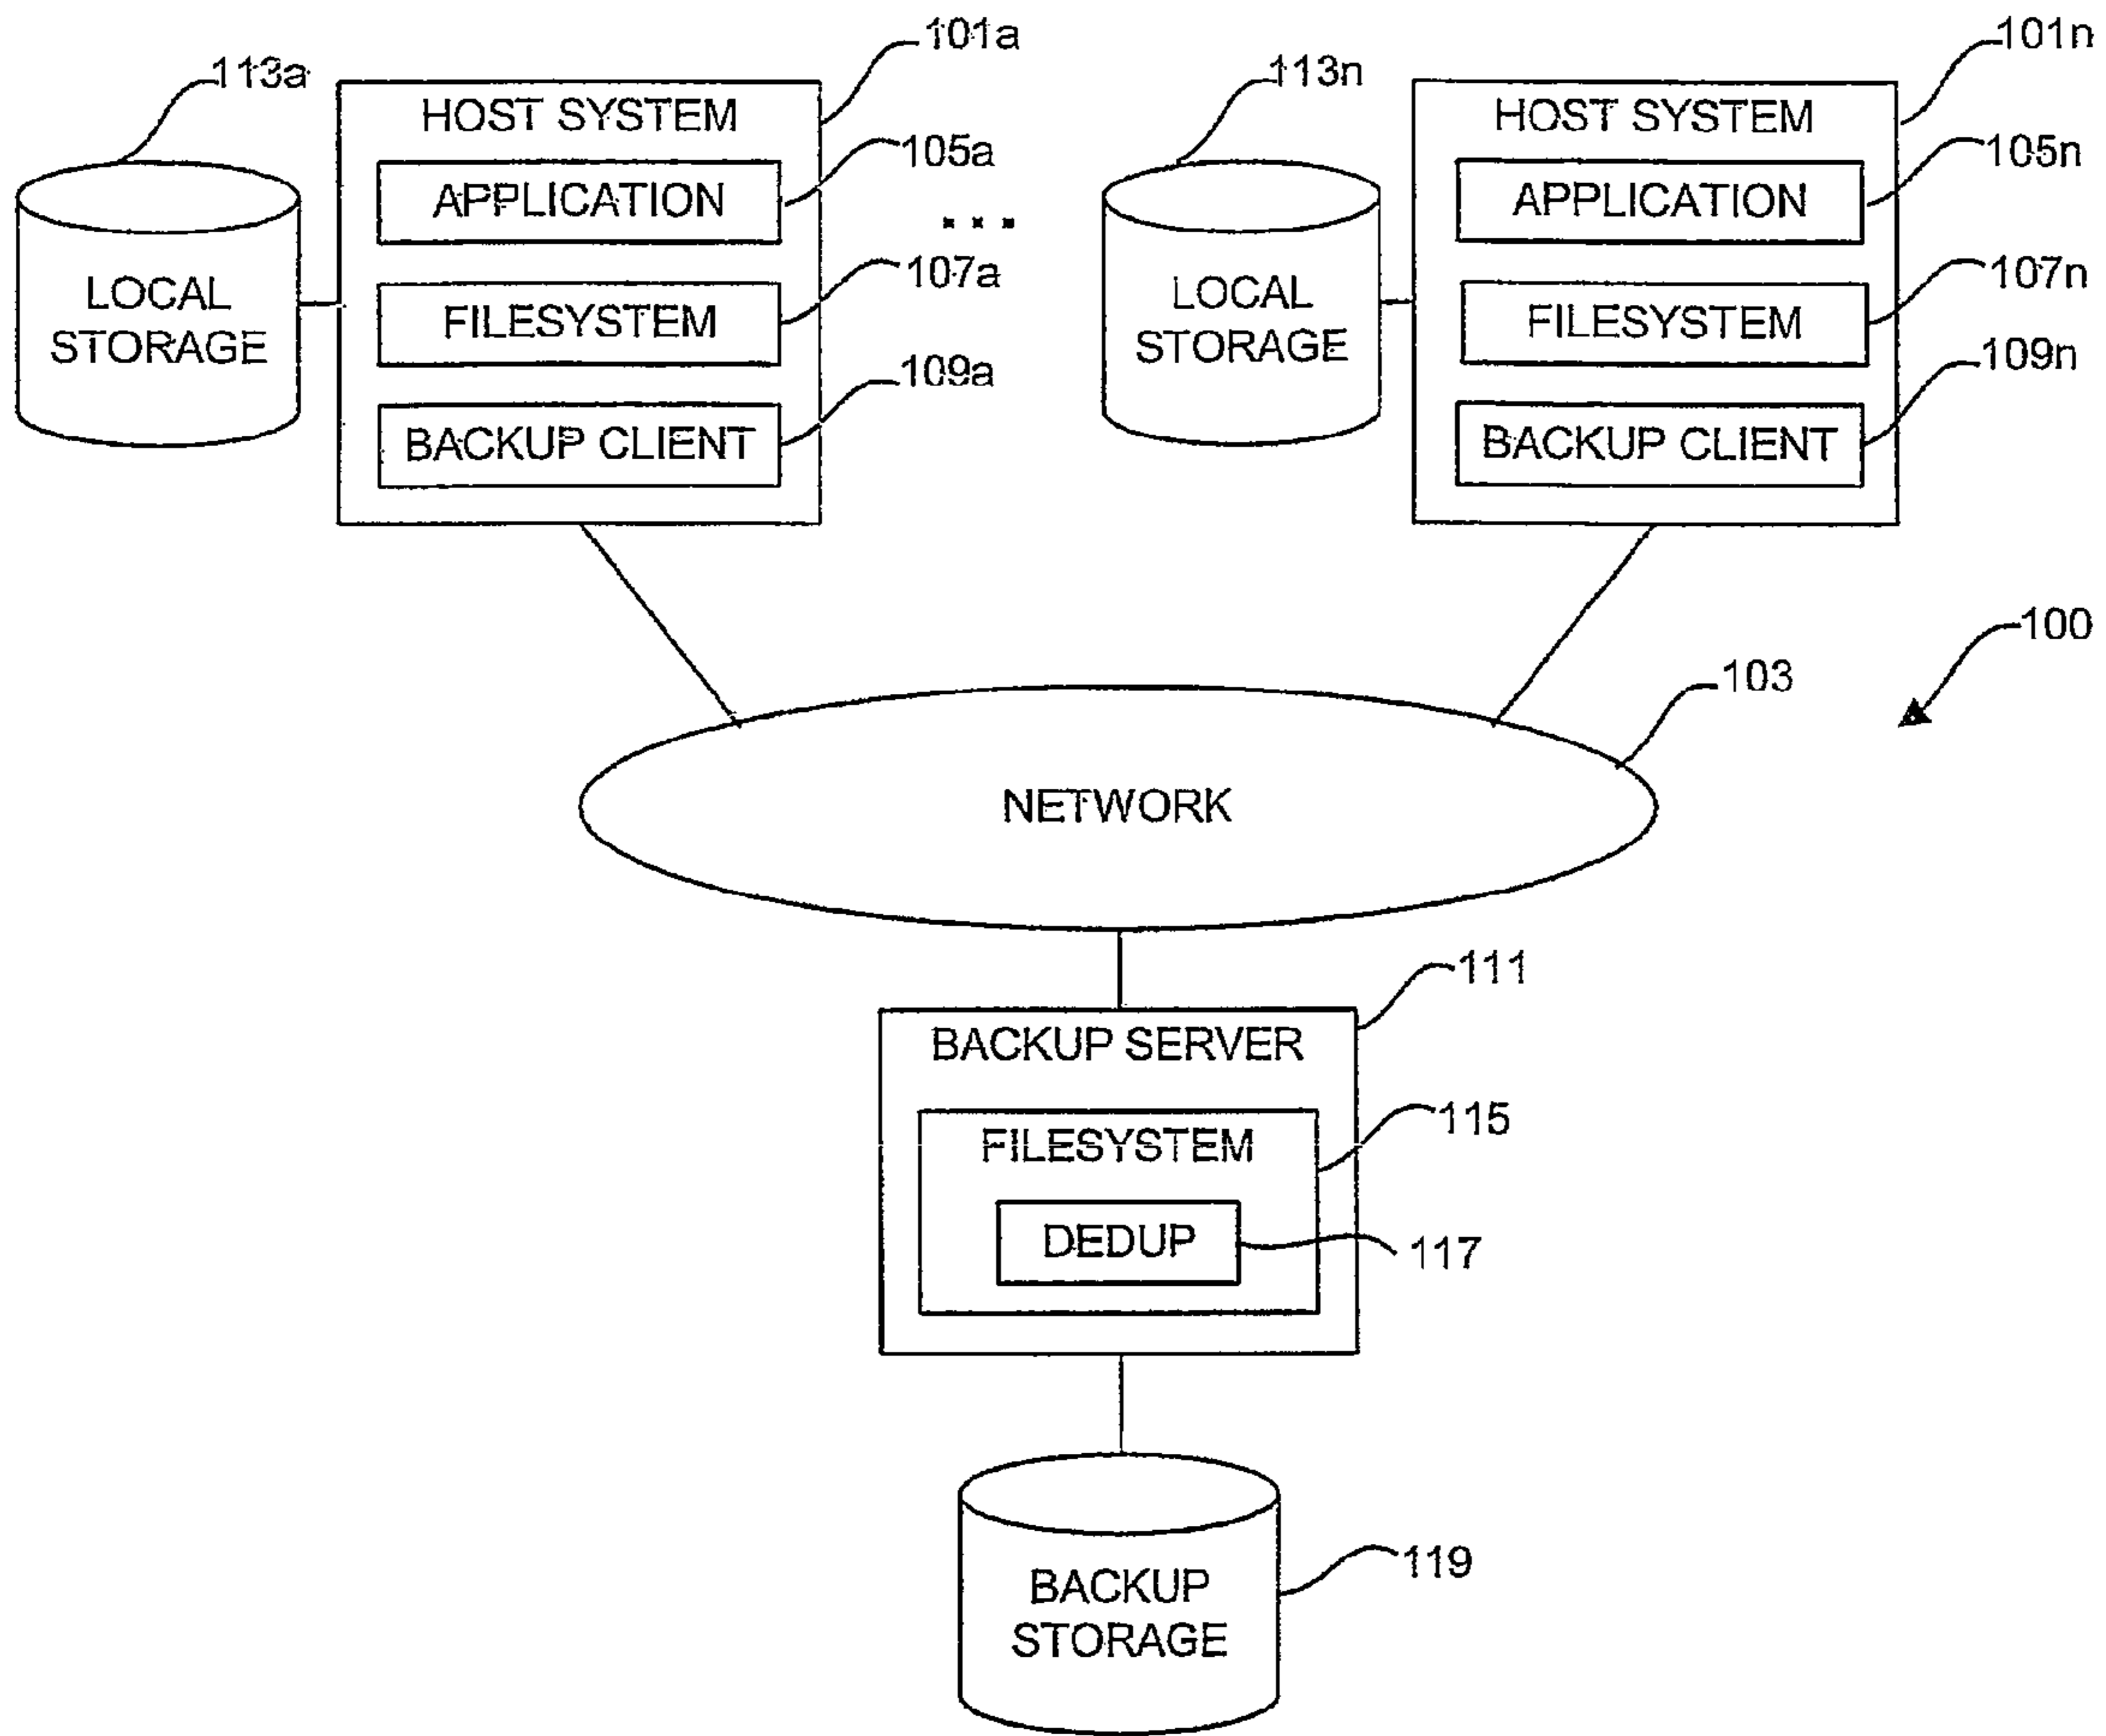 101a
101n
113a
113n
HOST SYSTEM
HOST SYSTEM
105a
105n
APPLICATION
...
APPLICATION
107a
107n
LOCAL
STORAGE
FILESYSTEM
LOCAL
STORAGE
FILESYSTEM
109a
109n
BACKUP CLIENT
BACKUP CLIENT
100
103
NETWORK
111
BACKUP SERVER
115
FILESYSTEM
DEDUP
117
119
BACKUP
STORAGE